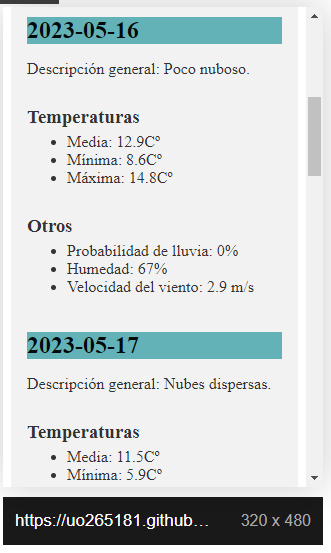 2023-05-16
Descripción general: Poco nuboso.
Temperaturas
Media: 12.9Cº
Mínima: 8.6Cº
Máxima: 14.8Cº
Otros
Probabilidad de lluvia: 0%
Humedad: 67%
Velocidad del viento: 2.9 m/s
2023-05-17
Descripción general: Nubes dispersas.
Temperaturas
Media: 11.5Cº
Mínima: 5.9Cº
https://uo265181.github... 320 x 480